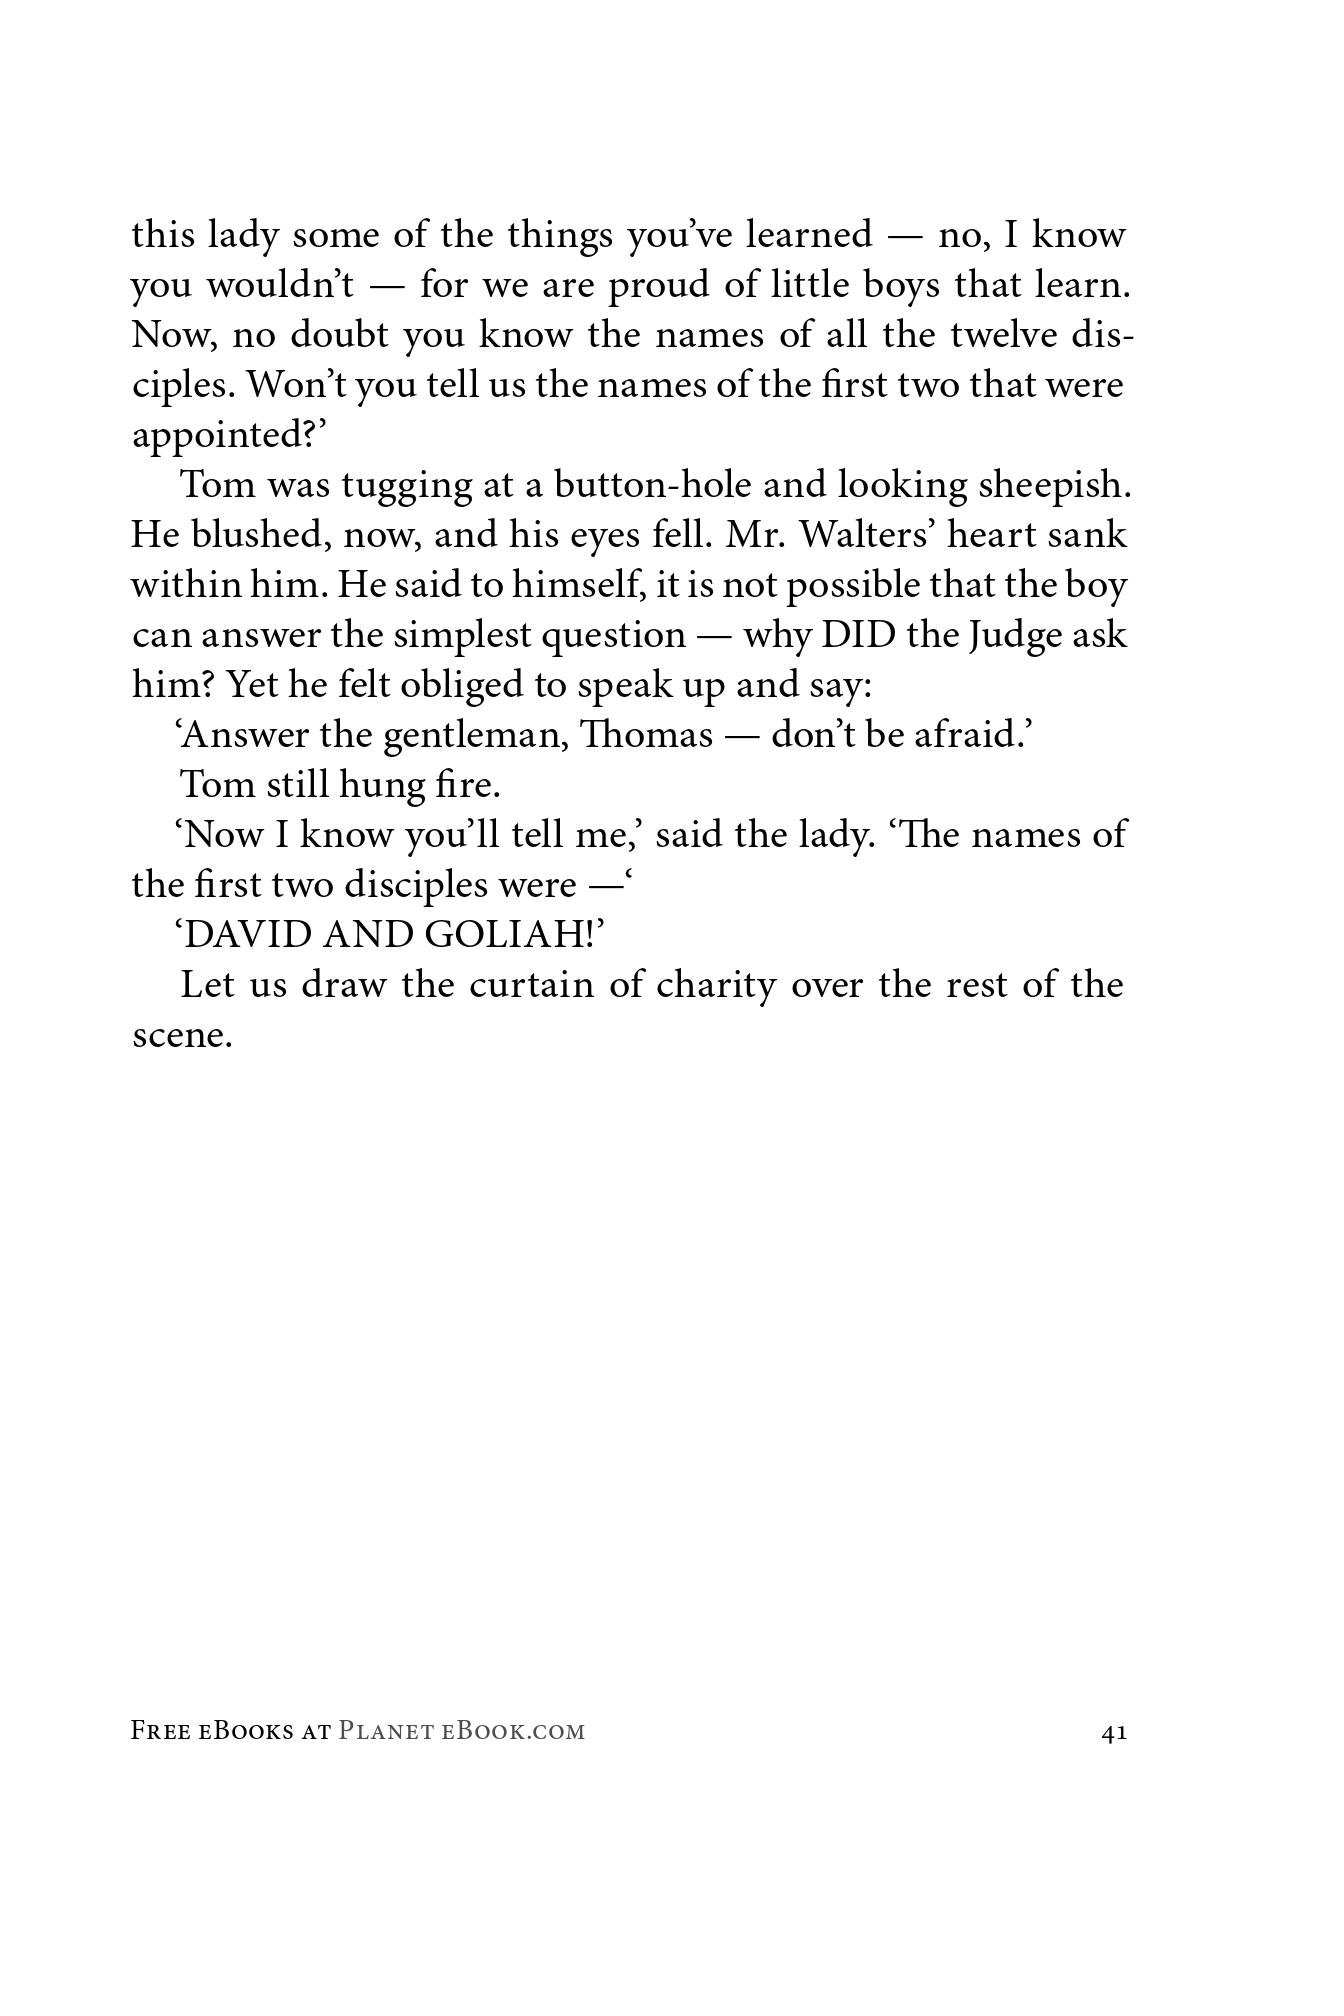 this lady some of the things you’ve learned — no, I know
you wouldn’t — for we are proud of little boys that learn.
Now, no doubt you know the names of all the twelve dis-
ciples. Won’t you tell us the names of the first two that were
appointed?’
Tom was tugging at a button-hole and looking sheepish.
He blushed, now, and his eyes fell. Mr. Walters’ heart sank
within him. He said to himself, it is not possible that the boy
can answer the simplest question — why DID the Judge ask
him? Yet he felt obliged to speak up and say:
‘Answer the gentleman, Thomas — don’t be afraid.’
Tom still hung fire.
‘Now I know you’ll tell me,’ said the lady. ‘The names of
the first two disciples were —‘
‘DAVID AND GOLIAH!’
Let us draw the curtain of charity over the rest of the
scene.
Free eBooks at Planet eBook.com 41